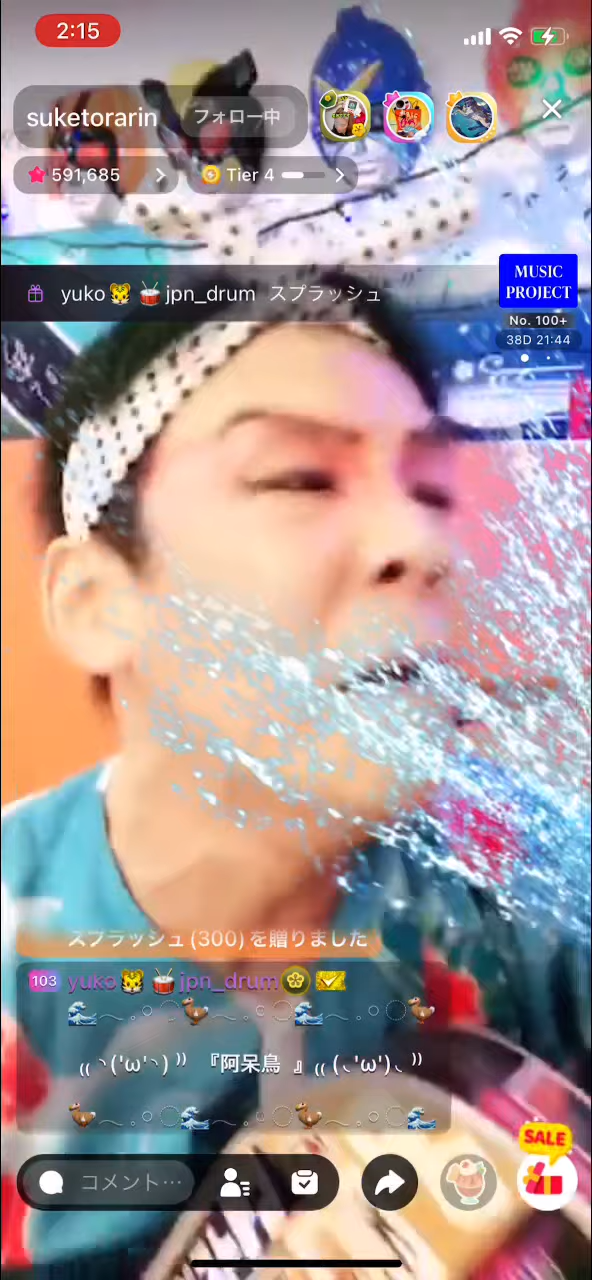 2:15
suketorarin フォロー中
591,685
Tier 4
MUSIC
PROJECT
yuko🐯🥁jpn_drum スプラッシュ
No. 100+
38D 21:44
スプラッシュ(300)を贈りました
103 yuko🐯🥁jpn_drum
🌊〜｡○◌🦤〜｡○◌🌊〜｡○◌🦤
₍₍ ◝('ω'◝) ⁾⁾ 『阿呆鳥 』₍₍ (◟'ω')◟ ⁾⁾
🦤〜｡○◌🌊〜｡○◌🦤〜｡○◌🌊
SALE
コメント…